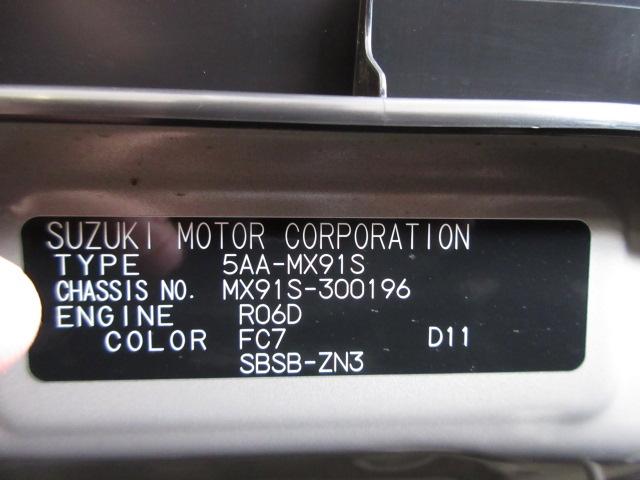 SUZUKI MOTOR CORPORATION
TYPE 5AA-MX91S
CHASSIS NO. MX91S-300196
ENGINE R06D
COLOR FC7 D11
SBSB-ZN3